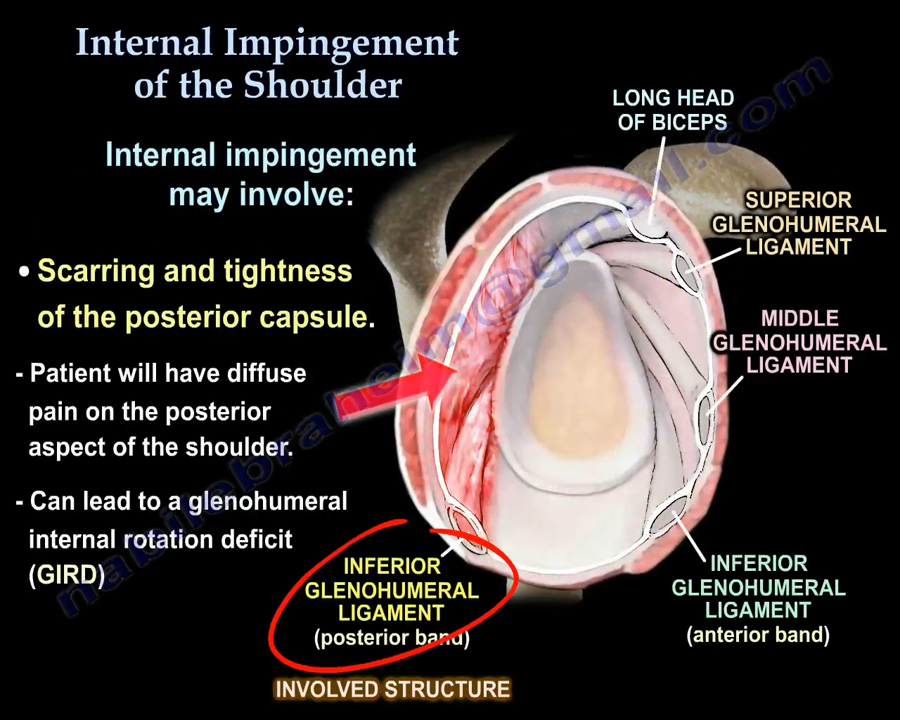 Internal Impingement
of the Shoulder
Internal impingement
may involve:
• Scarring and tightness
of the posterior capsule.
- Patient will have diffuse
pain on the posterior
aspect of the shoulder.
- Can lead to a glenohumeral
internal rotation deficit
(GIRD)
LONG HEAD
OF BICEPS
SUPERIOR
GLENOHUMERAL
LIGAMENT
MIDDLE
GLENOHUMERAL
LIGAMENT
INFERIOR
GLENOHUMERAL
LIGAMENT
(anterior band)
INFERIOR
GLENOHUMERAL
LIGAMENT
(posterior band)
INVOLVED STRUCTURE
nabilebraheim@gmail.com